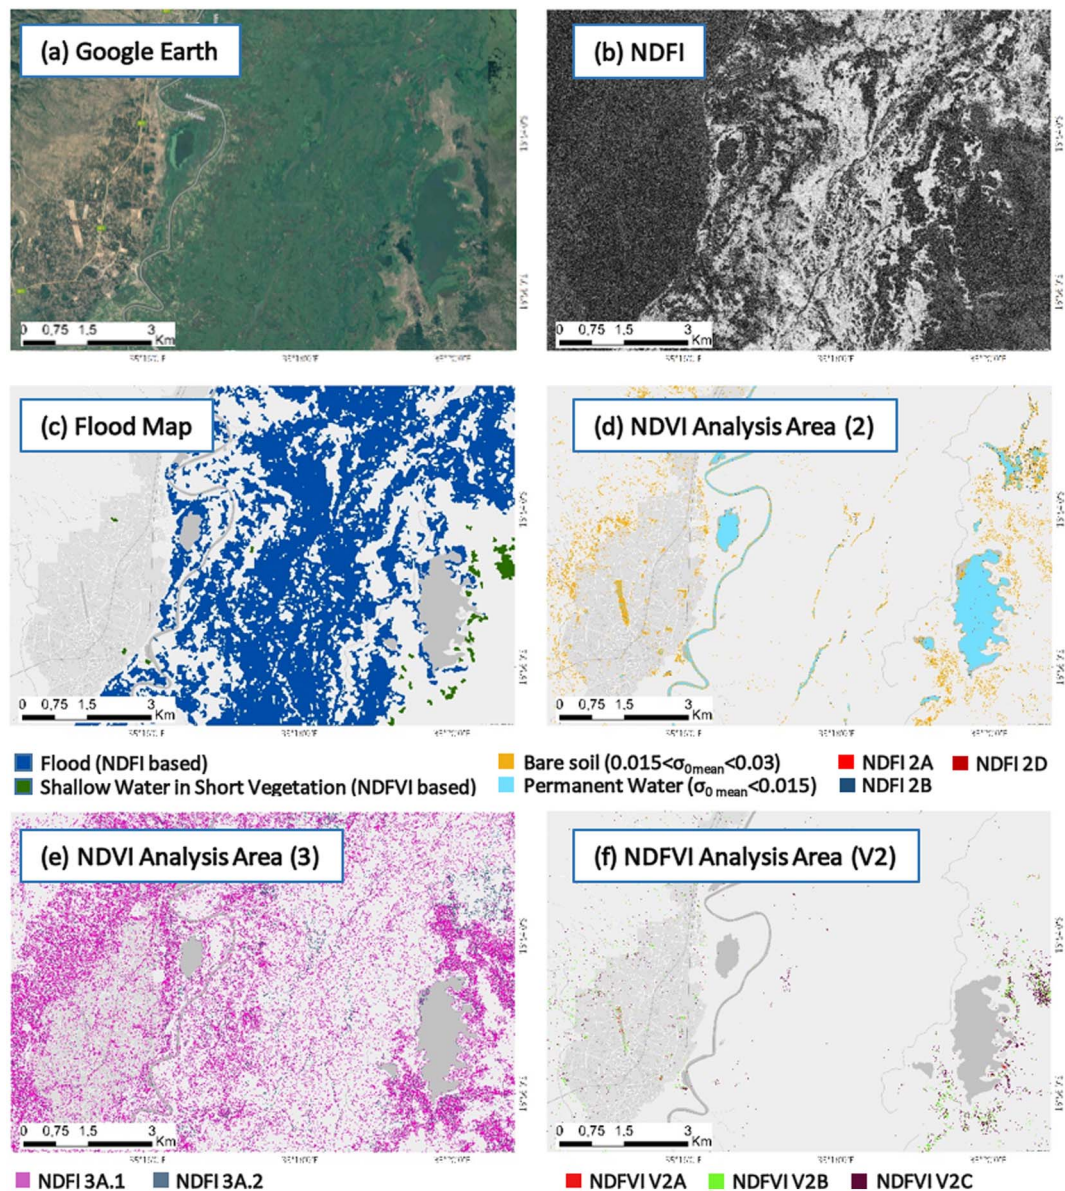 (a) Google Earth
(b) NDFI
0 0,75 1,5 3
Km
0 0,75 1,5 3
Km
(c) Flood Map
(d) NDVI Analysis Area (2)
0 0,75 1,5 3
Km
0 0,75 1,5 3
Km
Flood (NDFI based)
Shallow Water in Short Vegetation (NDFVI based)
Bare soil (0.015<σ0mean<0.03)
Permanent Water (σ0 mean<0.015)
NDFI 2A
NDFI 2D
NDFI 2B
(e) NDVI Analysis Area (3)
(f) NDFVI Analysis Area (V2)
0 0,75 1,5 3
Km
0 0,75 1,5 3
Km
NDFI 3A.1
NDFI 3A.2
NDFVI V2A
NDFVI V2B
NDFVI V2C